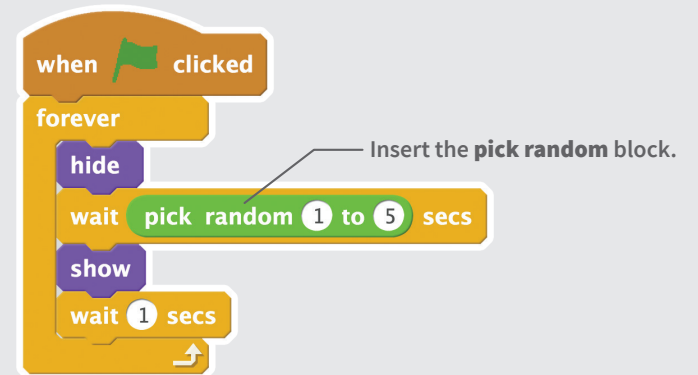 when clicked
forever
hide
Insert the pick random block.
wait pick random 1 to 5 secs
show
wait 1 secs